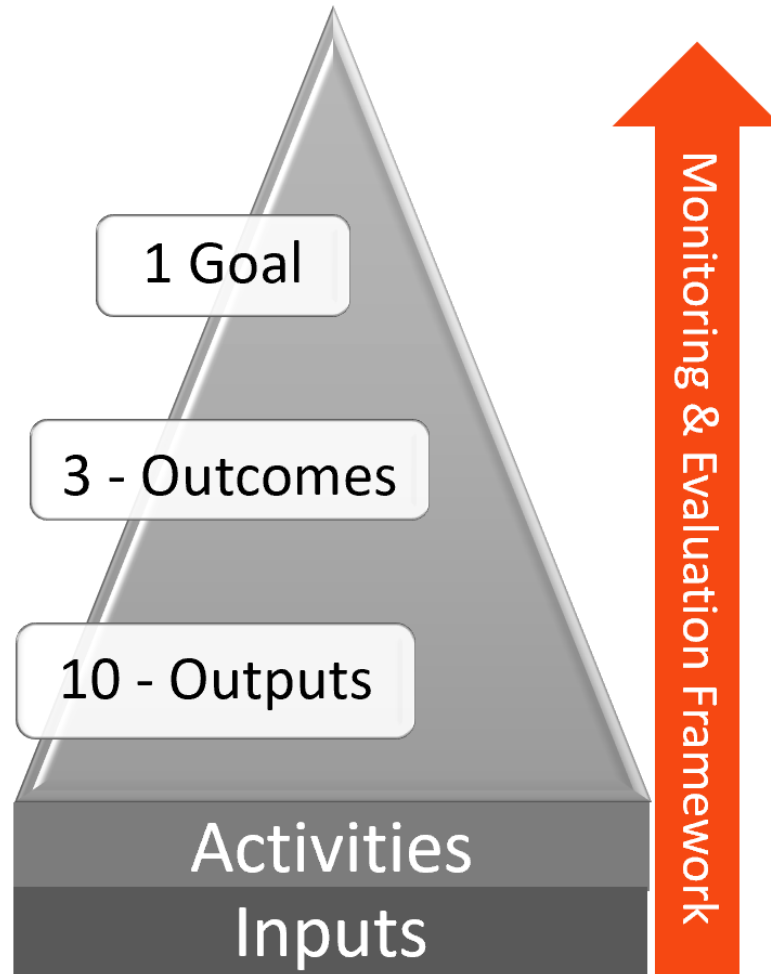 1 Goal
3 - Outcomes
10 - Outputs
Activities
Inputs
Monitoring & Evaluation Framework